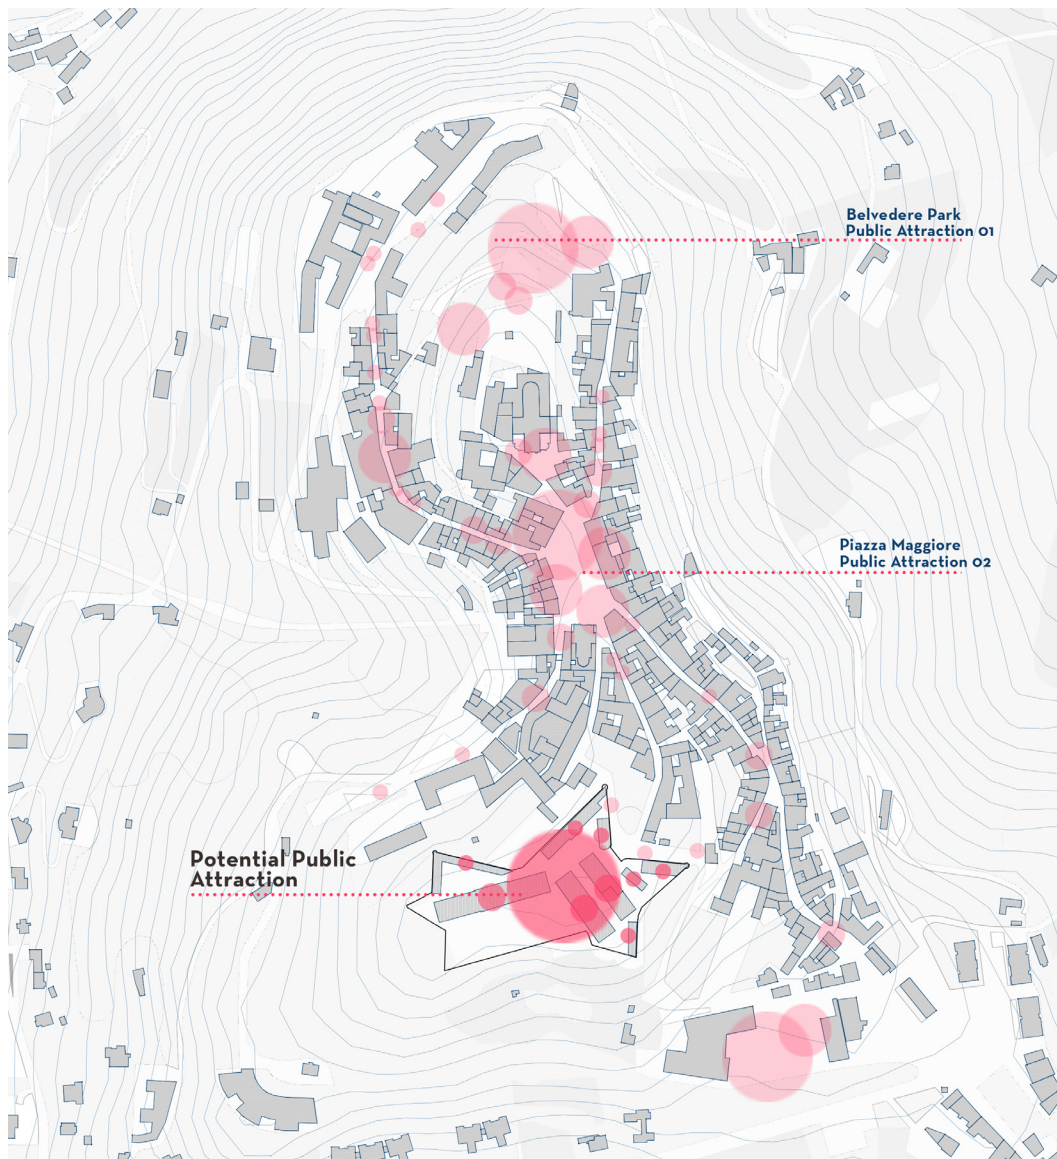 Belvedere Park
Public Attraction 01
Piazza Maggiore
Public Attraction 02
Potential Public
Attraction